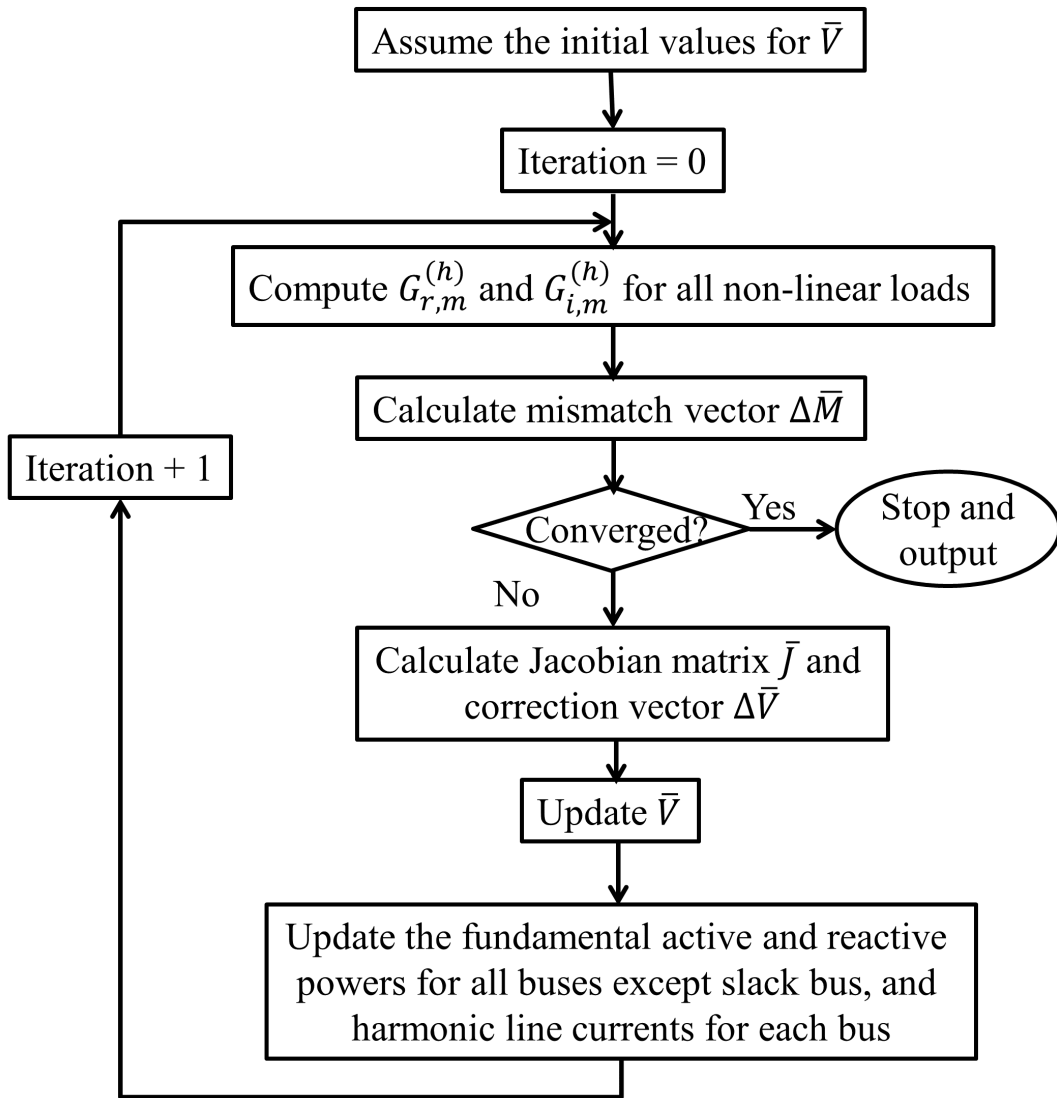 Assume the initial values for V̄
Iteration = 0
Compute G_{r,m}^{(h)} and G_{i,m}^{(h)} for all non-linear loads
Calculate mismatch vector ΔM̄
Iteration + 1
Converged?
Yes
Stop and
output
No
Calculate Jacobian matrix J̄ and
correction vector ΔV̄
Update V̄
Update the fundamental active and reactive
powers for all buses except slack bus, and
harmonic line currents for each bus